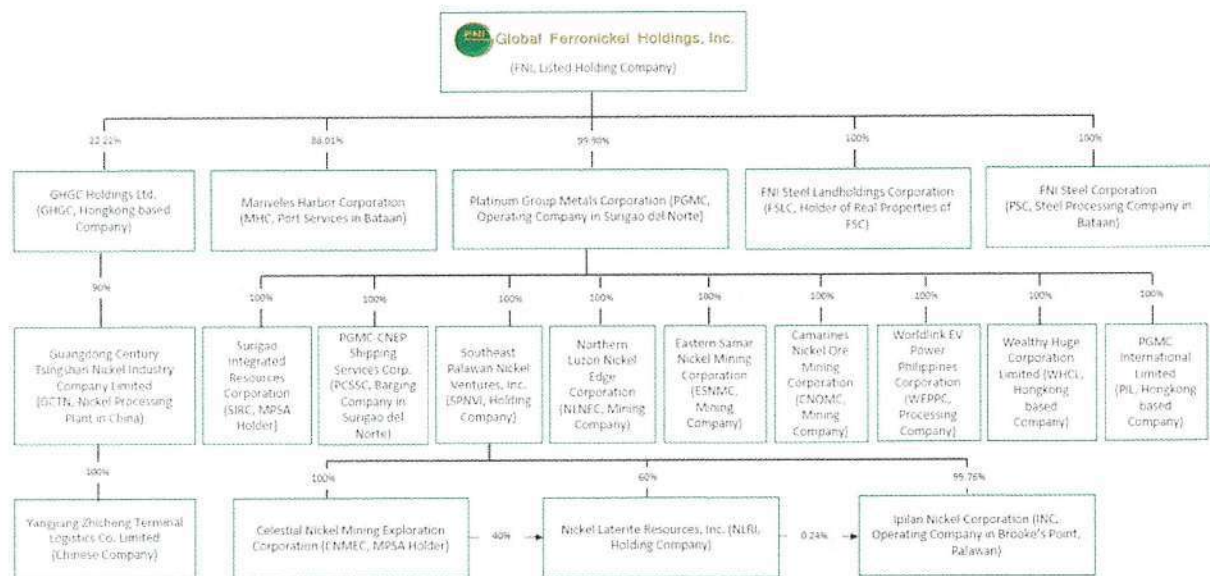 FNI Global Ferronickel Holdings, Inc.
(FNI, Listed Holding Company)
22.22%
88.01%
99.98%
100%
100%
GHGC Holdings Ltd.
(GHGC, Hongkong based
Company)
Mariveles Harbor Corporation
(MHC, Port Services in Bataan)
Platinum Group Metals Corporation (PGMC,
Operating Company in Surigao del Norte)
FNI Steel Landholdings Corporation
(FSLC, Holder of Real Properties of
FSC)
FNI Steel Corporation
(FSC, Steel Processing Company in
Bataan)
90%
100%
100%
100%
100%
100%
100%
100%
100%
100%
Guangdong Century
Tsingshan Nickel Industry
Company Limited
(GCTN, Nickel Processing
Plant in China)
Surigao
Integrated
Resources
Corporation
(SIRC, MPSA
Holder)
PGMC-CNEP
Shipping
Services Corp.
(PCSSC, Barging
Company in
Surigao del
Norte)
Southeast
Palawan Nickel
Ventures, Inc.
(SPNVI, Holding
Company)
Northern
Luzon Nickel
Edge
Corporation
(NLNEC, Mining
Company)
Eastern Samar
Nickel Mining
Corporation
(ESNMC,
Mining
Company)
Camarines
Nickel Ore
Mining
Corporation
(CNOMC,
Mining
Company)
Worldlink EV
Power
Philippines
Corporation
(WEPPC,
Processing
Company)
Wealthy Huge
Corporation
Limited (WHCL,
Hongkong
based
Company)
PGMC
International
Limited
(PIL, Hongkong
based
Company)
100%
100%
60%
99.76%
Yangjiang Zhicheng Terminal
Logistics Co. Limited
(Chinese Company)
Celestial Nickel Mining Exploration
Corporation (CNMEC, MPSA Holder)
40%
Nickel Laterite Resources, Inc. (NLRI,
Holding Company)
0.24%
Ipilan Nickel Corporation (INC,
Operating Company in Brooke's Point,
Palawan)